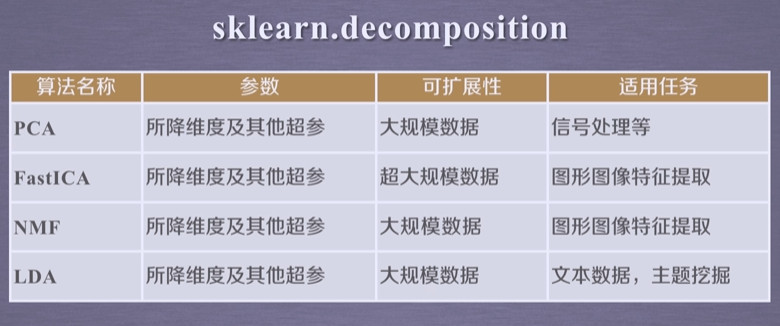 sklearn.decomposition
算法名称 参数 可扩展性 适用任务
PCA 所降维度及其他超参 大规模数据 信号处理等
FastICA 所降维度及其他超参 超大规模数据 图形图像特征提取
NMF 所降维度及其他超参 大规模数据 图形图像特征提取
LDA 所降维度及其他超参 大规模数据 文本数据，主题挖掘